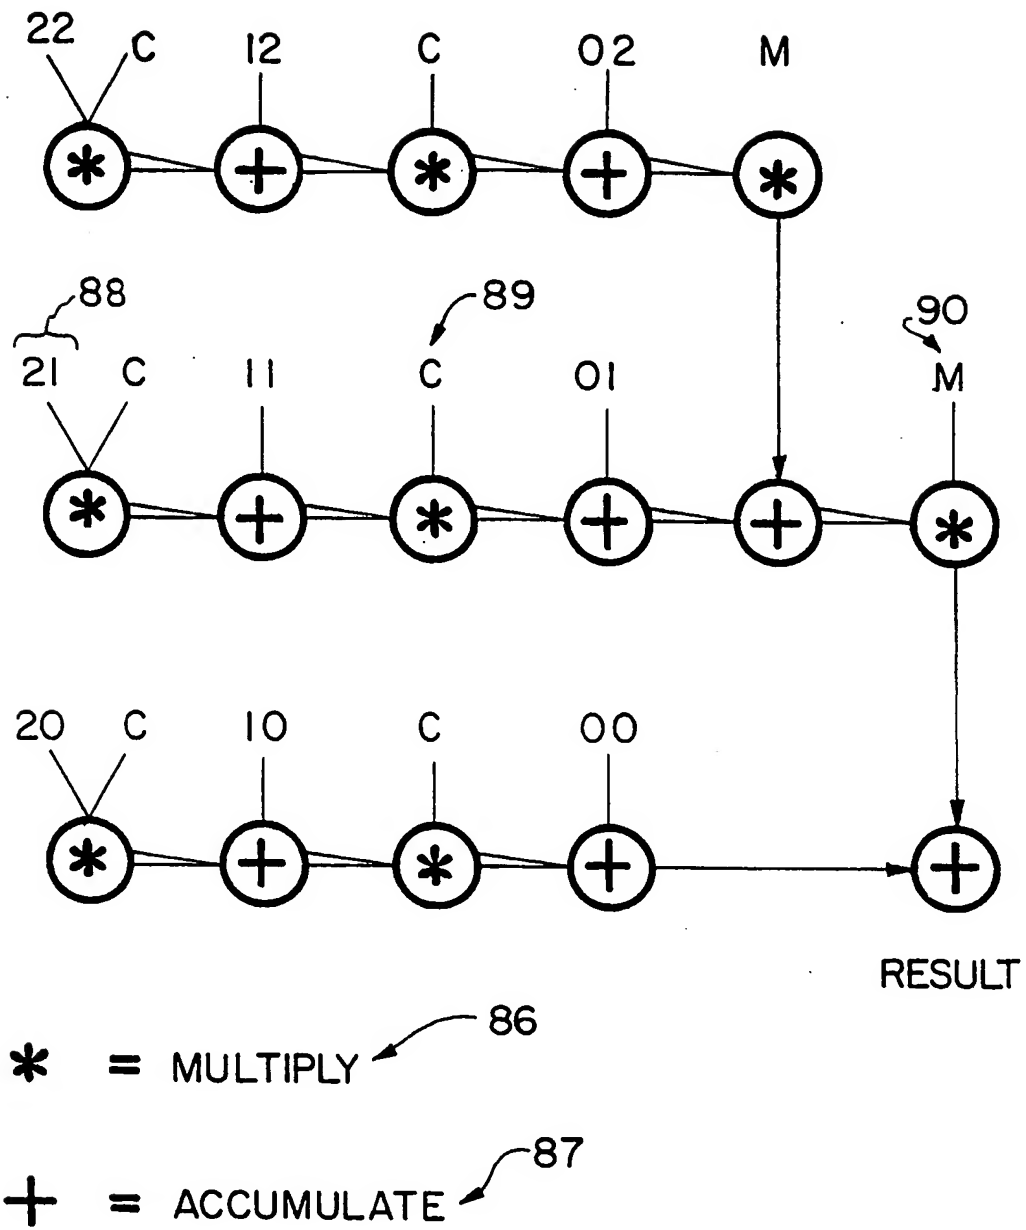 22 C 12 C 02 M
* + * + *
88 89 90
21 C 11 C 01 M
* + * + + *
20 C 10 C 00
* + * + +
RESULT
86
* = MULTIPLY
87
+ = ACCUMULATE